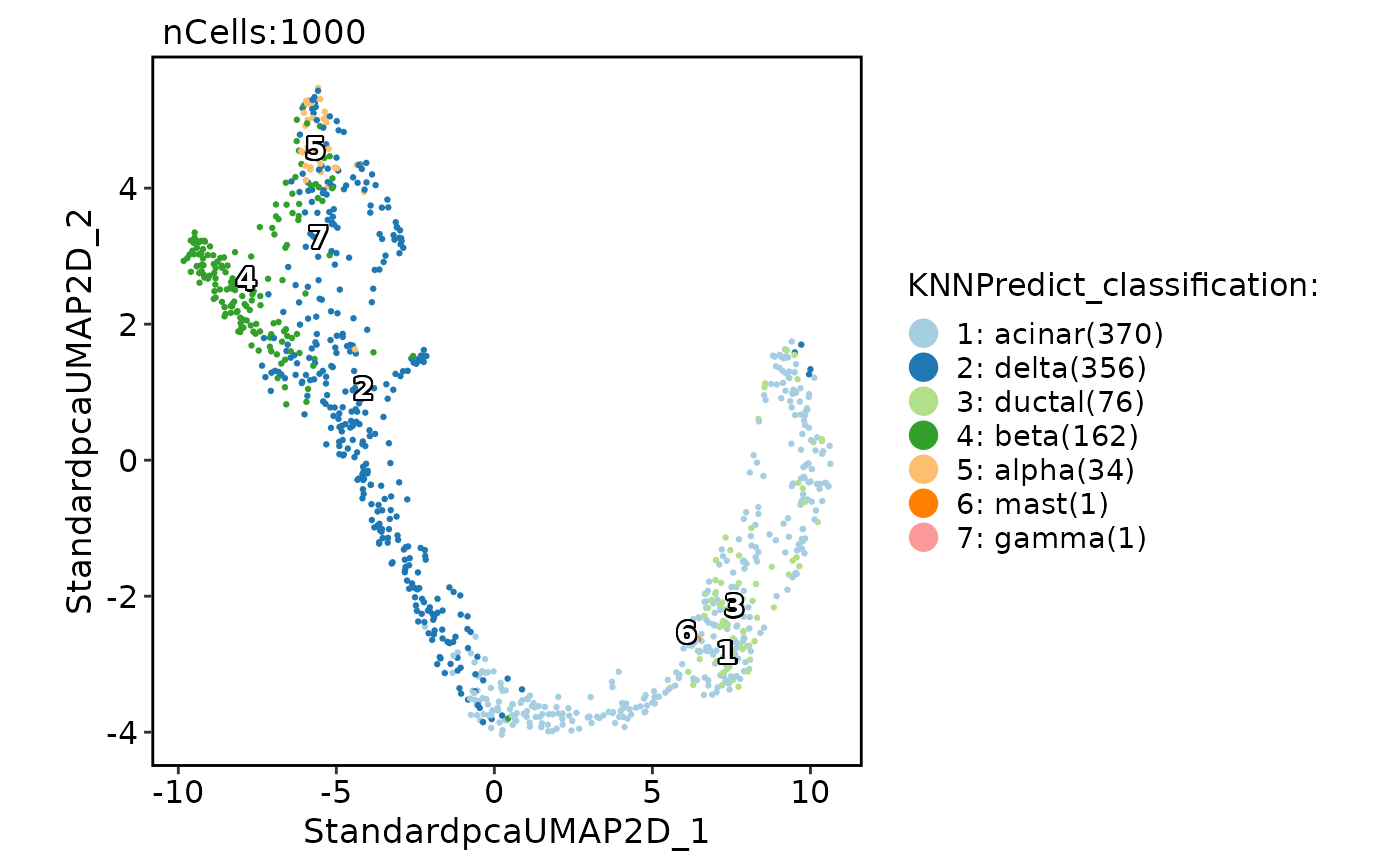 nCells:1000
StandardpcaUMAP2D_2
4
2
0
-2
-4
5
7
4
2
3
6
1
-10
-5
0
5
10
StandardpcaUMAP2D_1
KNNPredict_classification:
1: acinar(370)
2: delta(356)
3: ductal(76)
4: beta(162)
5: alpha(34)
6: mast(1)
7: gamma(1)